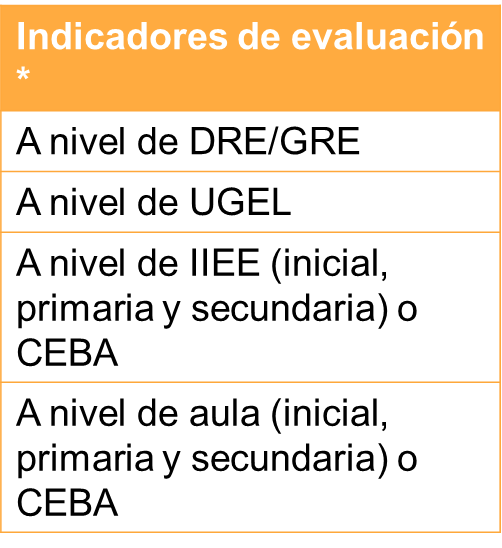 Indicadores de evaluación
*
A nivel de DRE/GRE
A nivel de UGEL
A nivel de IIEE (inicial,
primaria y secundaria) o
CEBA
A nivel de aula (inicial,
primaria y secundaria) o
CEBA